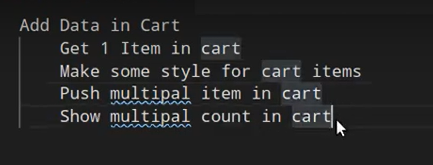 Add Data in Cart
Get 1 Item in cart
Make some style for cart items
Push multipal item in cart
Show multipal count in cart